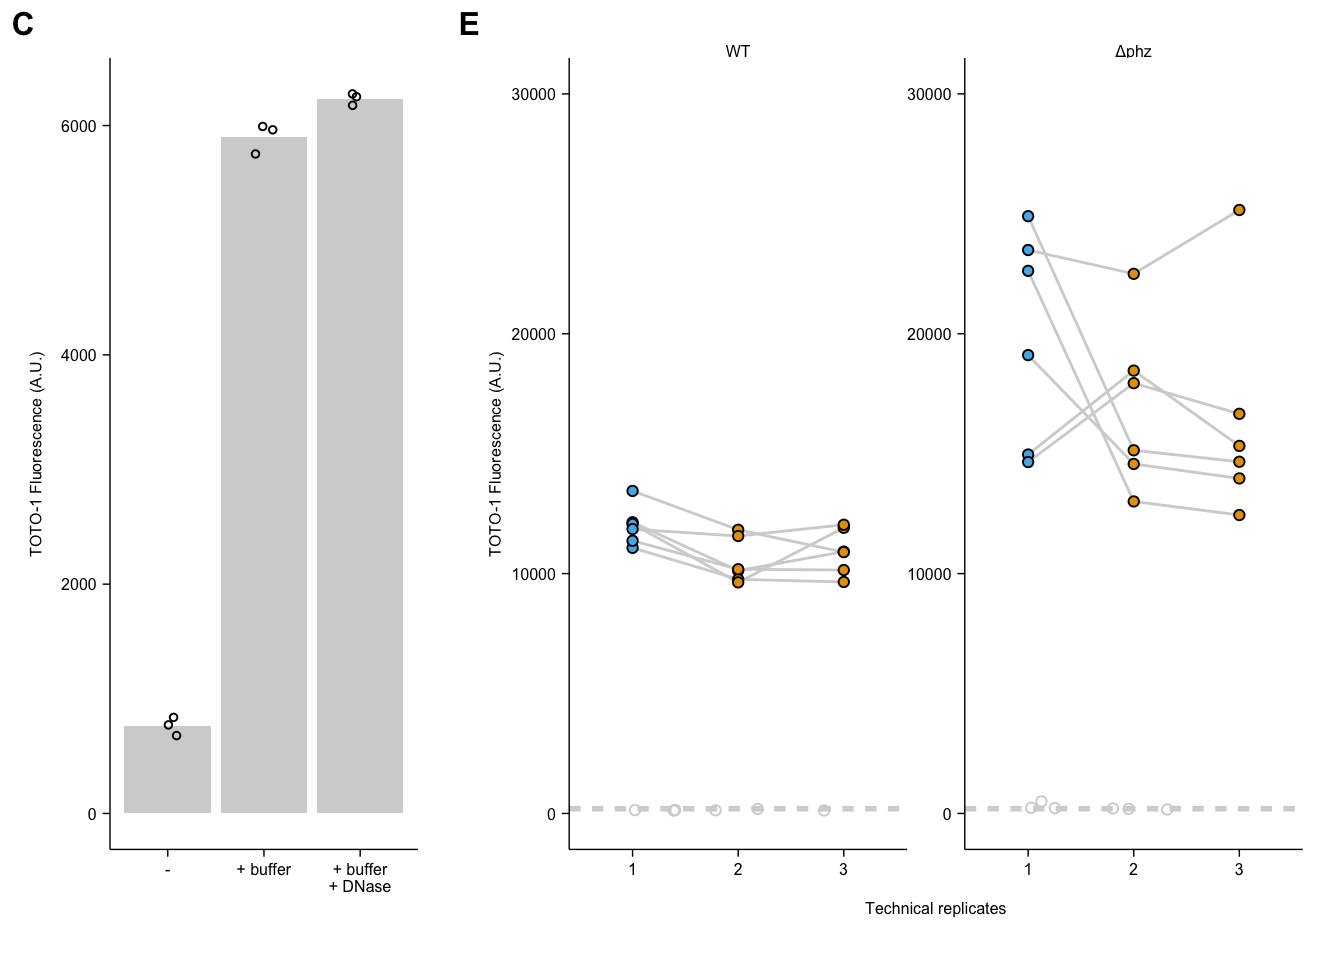 C
TOTO-1 Fluorescence (A.U.)
6000
4000
2000
0
-
+ buffer
+ buffer
+ DNase
E
TOTO-1 Fluorescence (A.U.)
WT
30000
20000
10000
0
1
2
3
Δphz
30000
20000
10000
0
1
2
3
Technical replicates